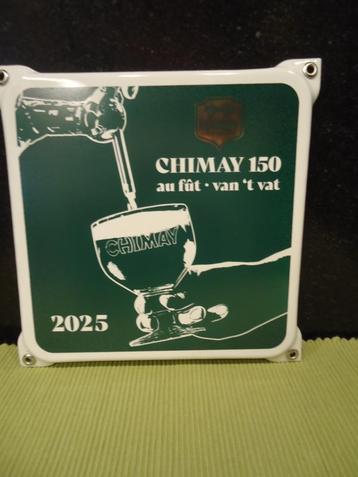 CHIMAY 150
au fût · van 't vat
CHIMAY
2025